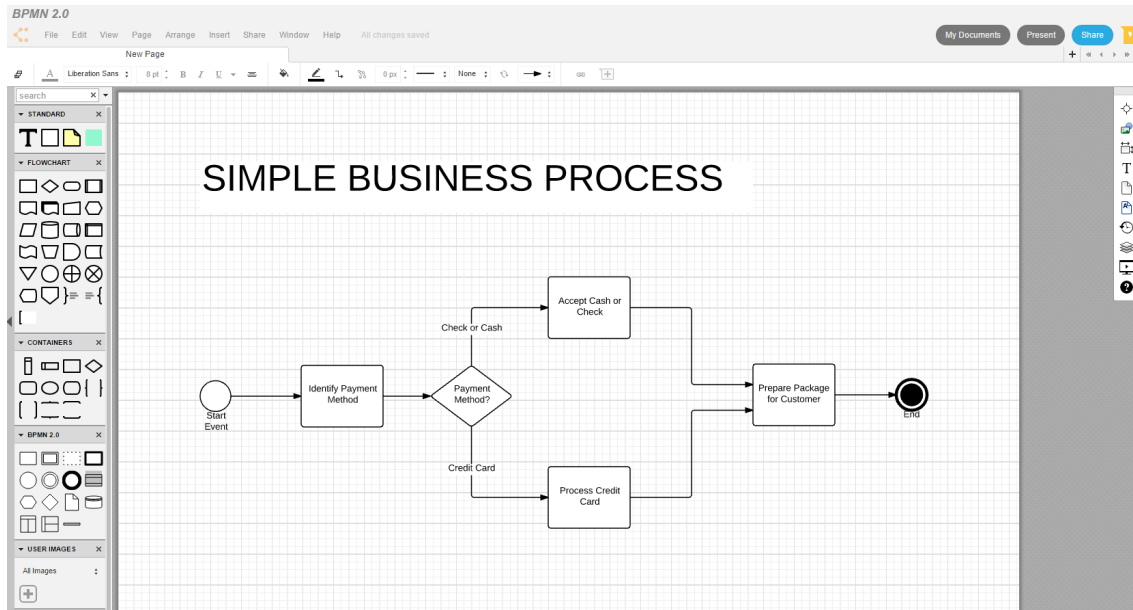 BPMN 2.0
File Edit View Page Arrange Insert Share Window Help All changes saved
My Documents Present Share
New Page
A Liberation Sans 8 pt B I U 0 px None
search
STANDARD
T
FLOWCHART
CONTAINERS
BPMN 2.0
USER IMAGES
All Images
SIMPLE BUSINESS PROCESS
Accept Cash or
Check
Check or Cash
Identify Payment
Method
Payment
Method?
Prepare Package
for Customer
Start
Event
End
Credit Card
Process Credit
Card
T